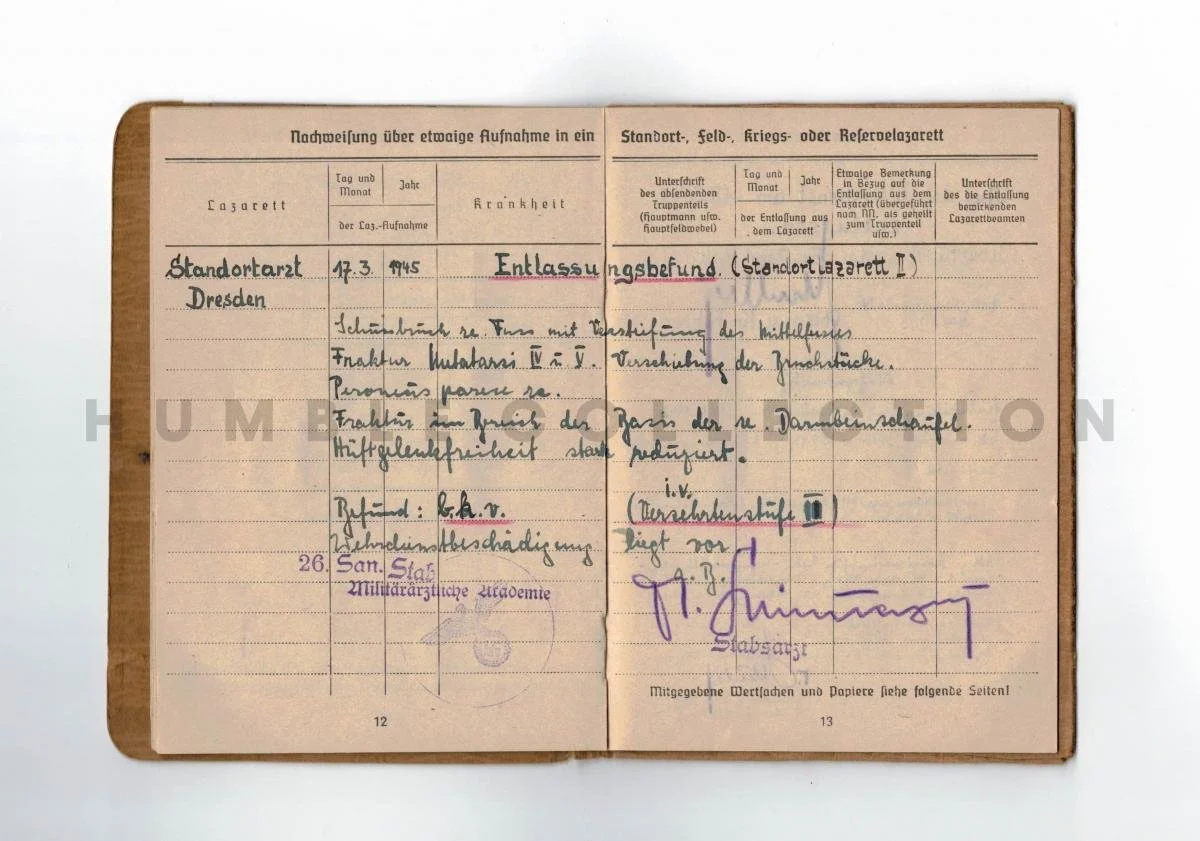 Nachweisung über etwaige Aufnahme in ein Standort-, Feld-, Kriegs- oder Reservelazarett
Lazarett
Tag und Monat
Jahr
der Laz.-Aufnahme
Krankheit
Unterschrift
des absendenden
Truppenteils
(Hauptmann usw.
Hauptfeldwebel)
Tag und Monat
Jahr
der Entlassung aus
dem Lazarett
Etwaige Bemerkung
in Bezug auf die
Entlassung aus dem
Lazarett (übergeführt
nach NN. als geheilt
zum Truppenteil
usw.)
Unterschrift
des die Entlassung
bewirkenden
Lazarettbeamten
Standortarzt 17.3. 1945 Entlassungsbefund. (Standortlazarett I)
Dresden
re. Fuss mit Versteifung des Mittelfusses
Fraktur Metatarsi IV u V. Verschiebung der Bruchstücke.
Peronäus parese re.
HUMBLE COLLECTION
Fraktur im Bereich der Basis der re. Darmbeinschaufel.
Hüftgelenkfreiheit stark reduziert.
Befund: b.k.v. i.v. (Versehrtenstufe III)
Wehrdienstbeschädigung liegt vor
26. San. Stab
Militärärztliche Akademie
Stabsarzt
Mitgegebene Wertsachen und Papiere siehe folgende Seiten!
12
13